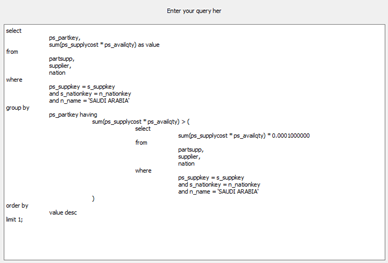 Enter your query her
select
ps_partkey,
sum(ps_supplycost * ps_availqty) as value
from
partsupp,
supplier,
nation
where
ps_suppkey = s_suppkey
and s_nationkey = n_nationkey
and n_name = 'SAUDI ARABIA'
group by
ps_partkey having
sum(ps_supplycost * ps_availqty) > (
select
sum(ps_supplycost * ps_availqty) * 0.0001000000
from
partsupp,
supplier,
nation
where
ps_suppkey = s_suppkey
and s_nationkey = n_nationkey
and n_name = 'SAUDI ARABIA'
)
order by
value desc
limit 1;